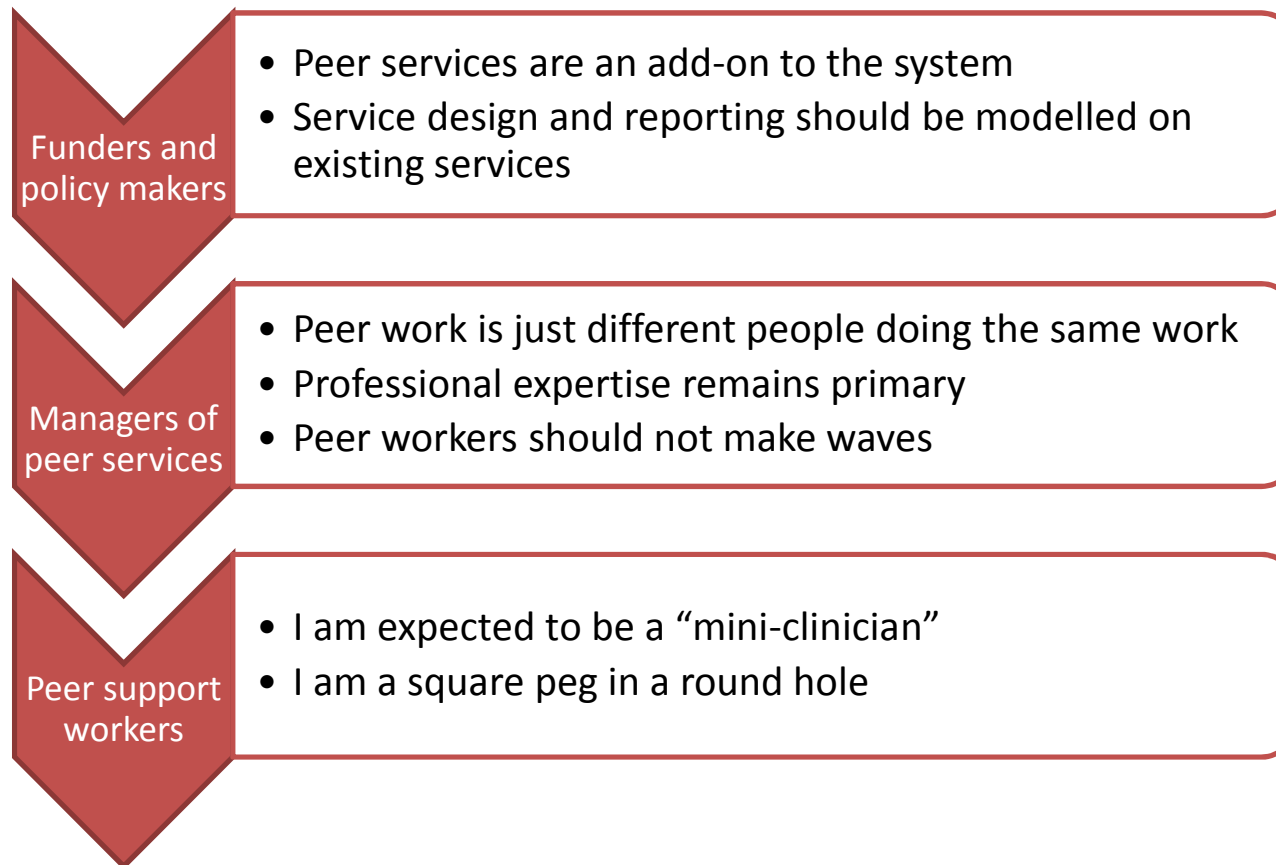 Funders and
policy makers
• Peer services are an add-on to the system
• Service design and reporting should be modelled on
existing services
Managers of
peer services
• Peer work is just different people doing the same work
• Professional expertise remains primary
• Peer workers should not make waves
Peer support
workers
• I am expected to be a “mini-clinician”
• I am a square peg in a round hole